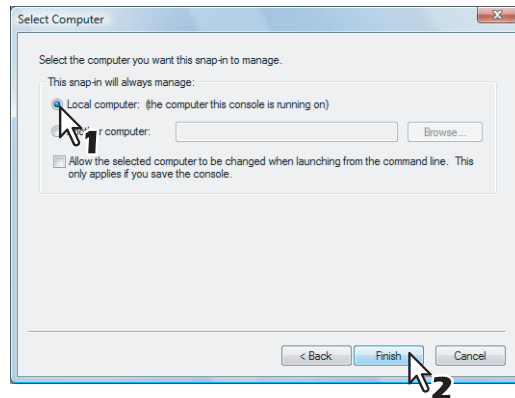 Select Computer
Select the computer you want this snap-in to manage.
This snap-in will always manage:
Local computer: (the computer this console is running on)
1
computer:
Browse...
Allow the selected computer to be changed when launching from the command line. This
only applies if you save the console.
< Back
Finish
Cancel
2